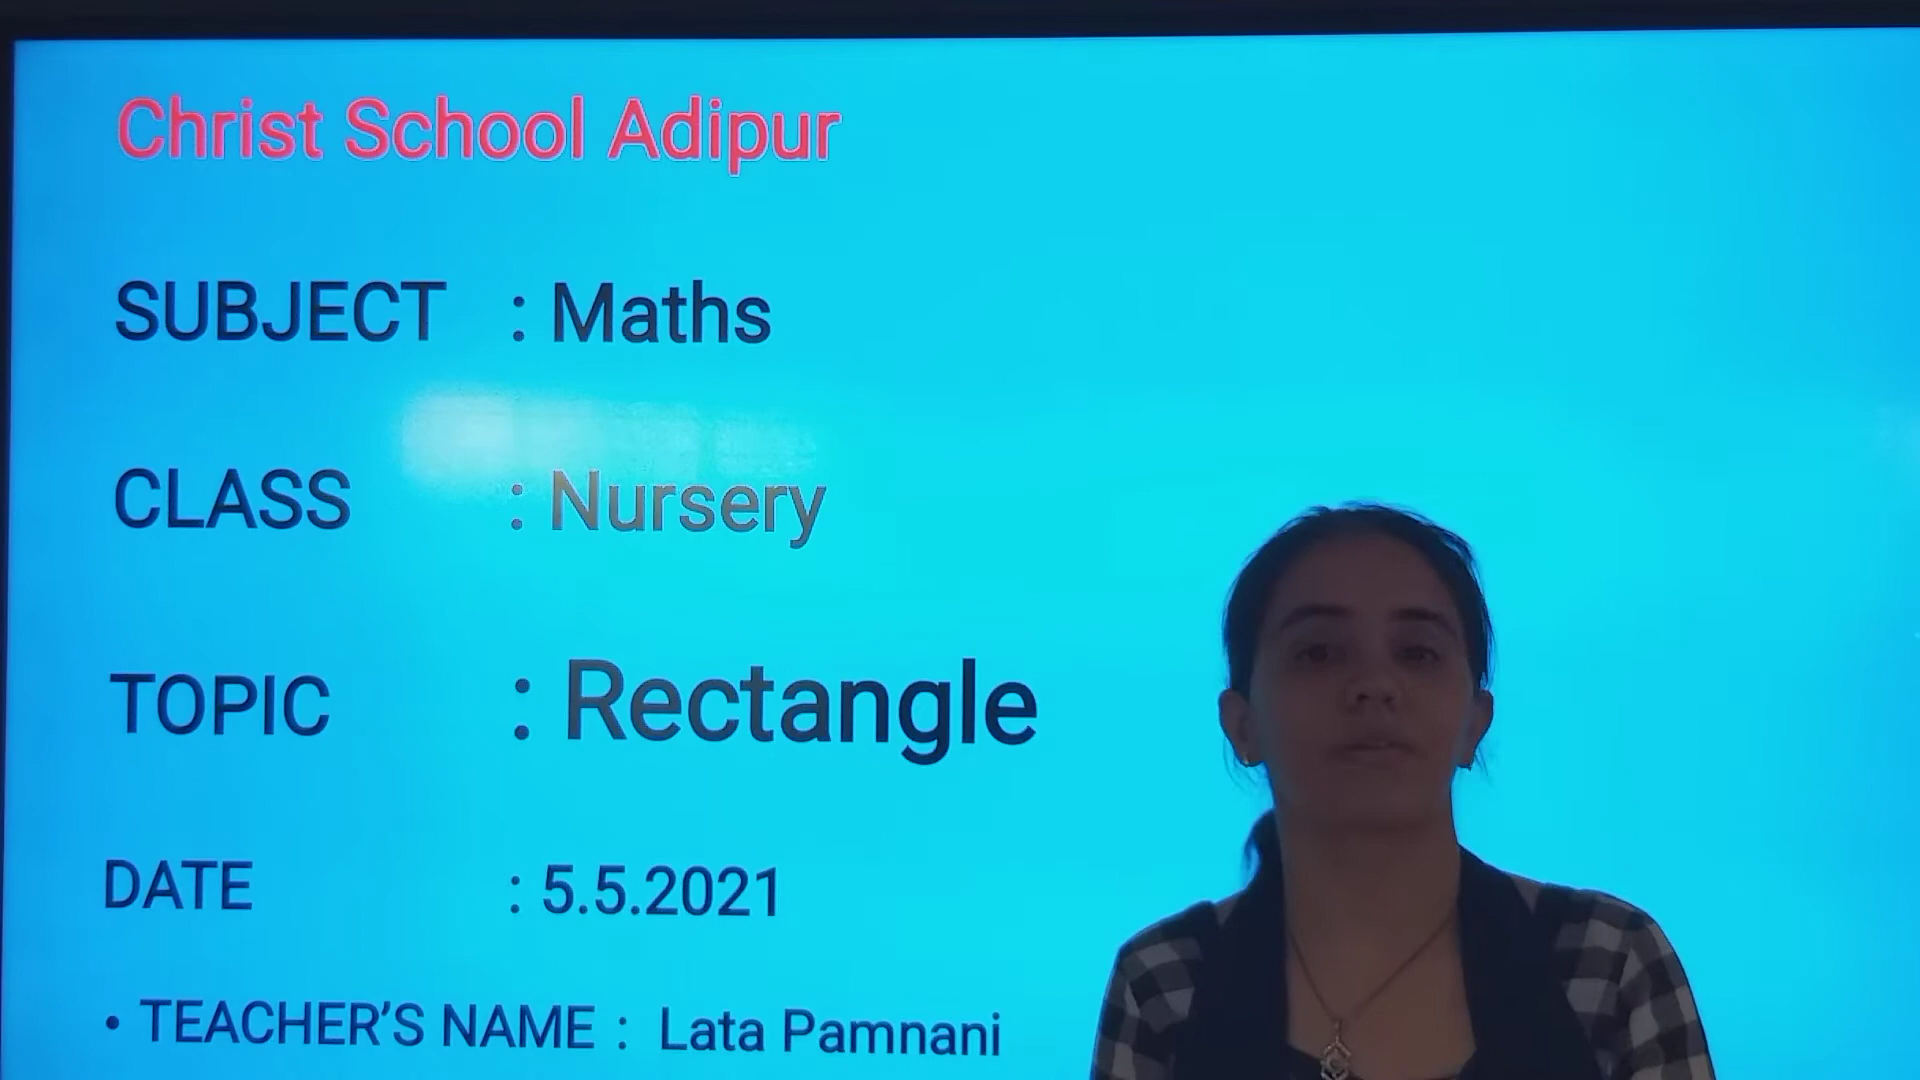 Christ School Adipur
SUBJECT : Maths
CLASS : Nursery
TOPIC : Rectangle
DATE : 5.5.2021
• TEACHER’S NAME : Lata Pamnani